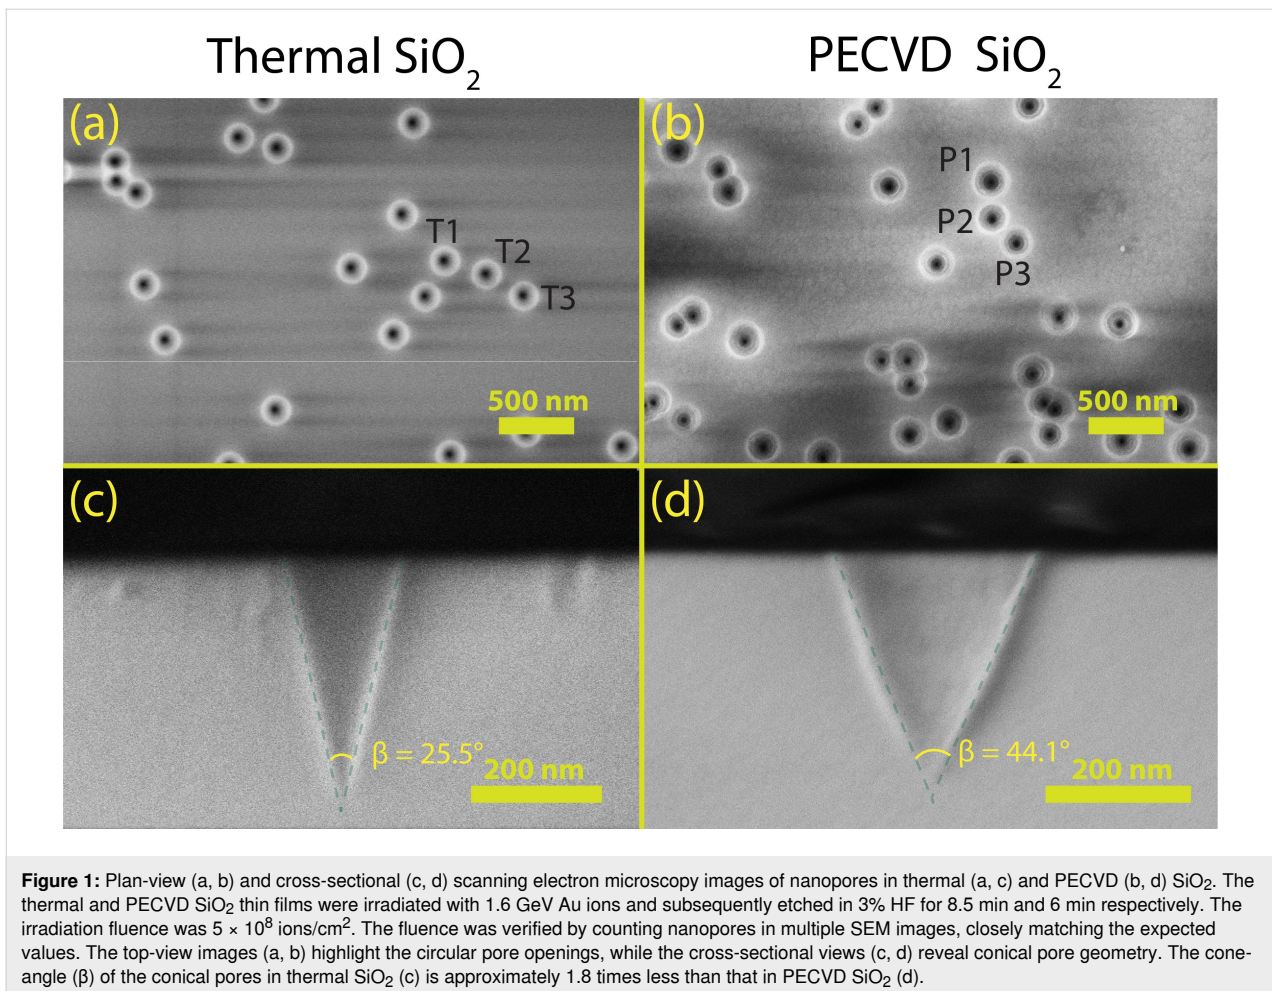 Thermal SiO₂
PECVD SiO₂
(a)
T1
T2
T3
500 nm
(b)
P1
P2
P3
500 nm
(c)
β = 25.5°
200 nm
(d)
β = 44.1°
200 nm
Figure 1: Plan-view (a, b) and cross-sectional (c, d) scanning electron microscopy images of nanopores in thermal (a, c) and PECVD (b, d) SiO₂. The
thermal and PECVD SiO₂ thin films were irradiated with 1.6 GeV Au ions and subsequently etched in 3% HF for 8.5 min and 6 min respectively. The
irradiation fluence was 5 × 10⁸ ions/cm². The fluence was verified by counting nanopores in multiple SEM images, closely matching the expected
values. The top-view images (a, b) highlight the circular pore openings, while the cross-sectional views (c, d) reveal conical pore geometry. The cone-
angle (β) of the conical pores in thermal SiO₂ (c) is approximately 1.8 times less than that in PECVD SiO₂ (d).